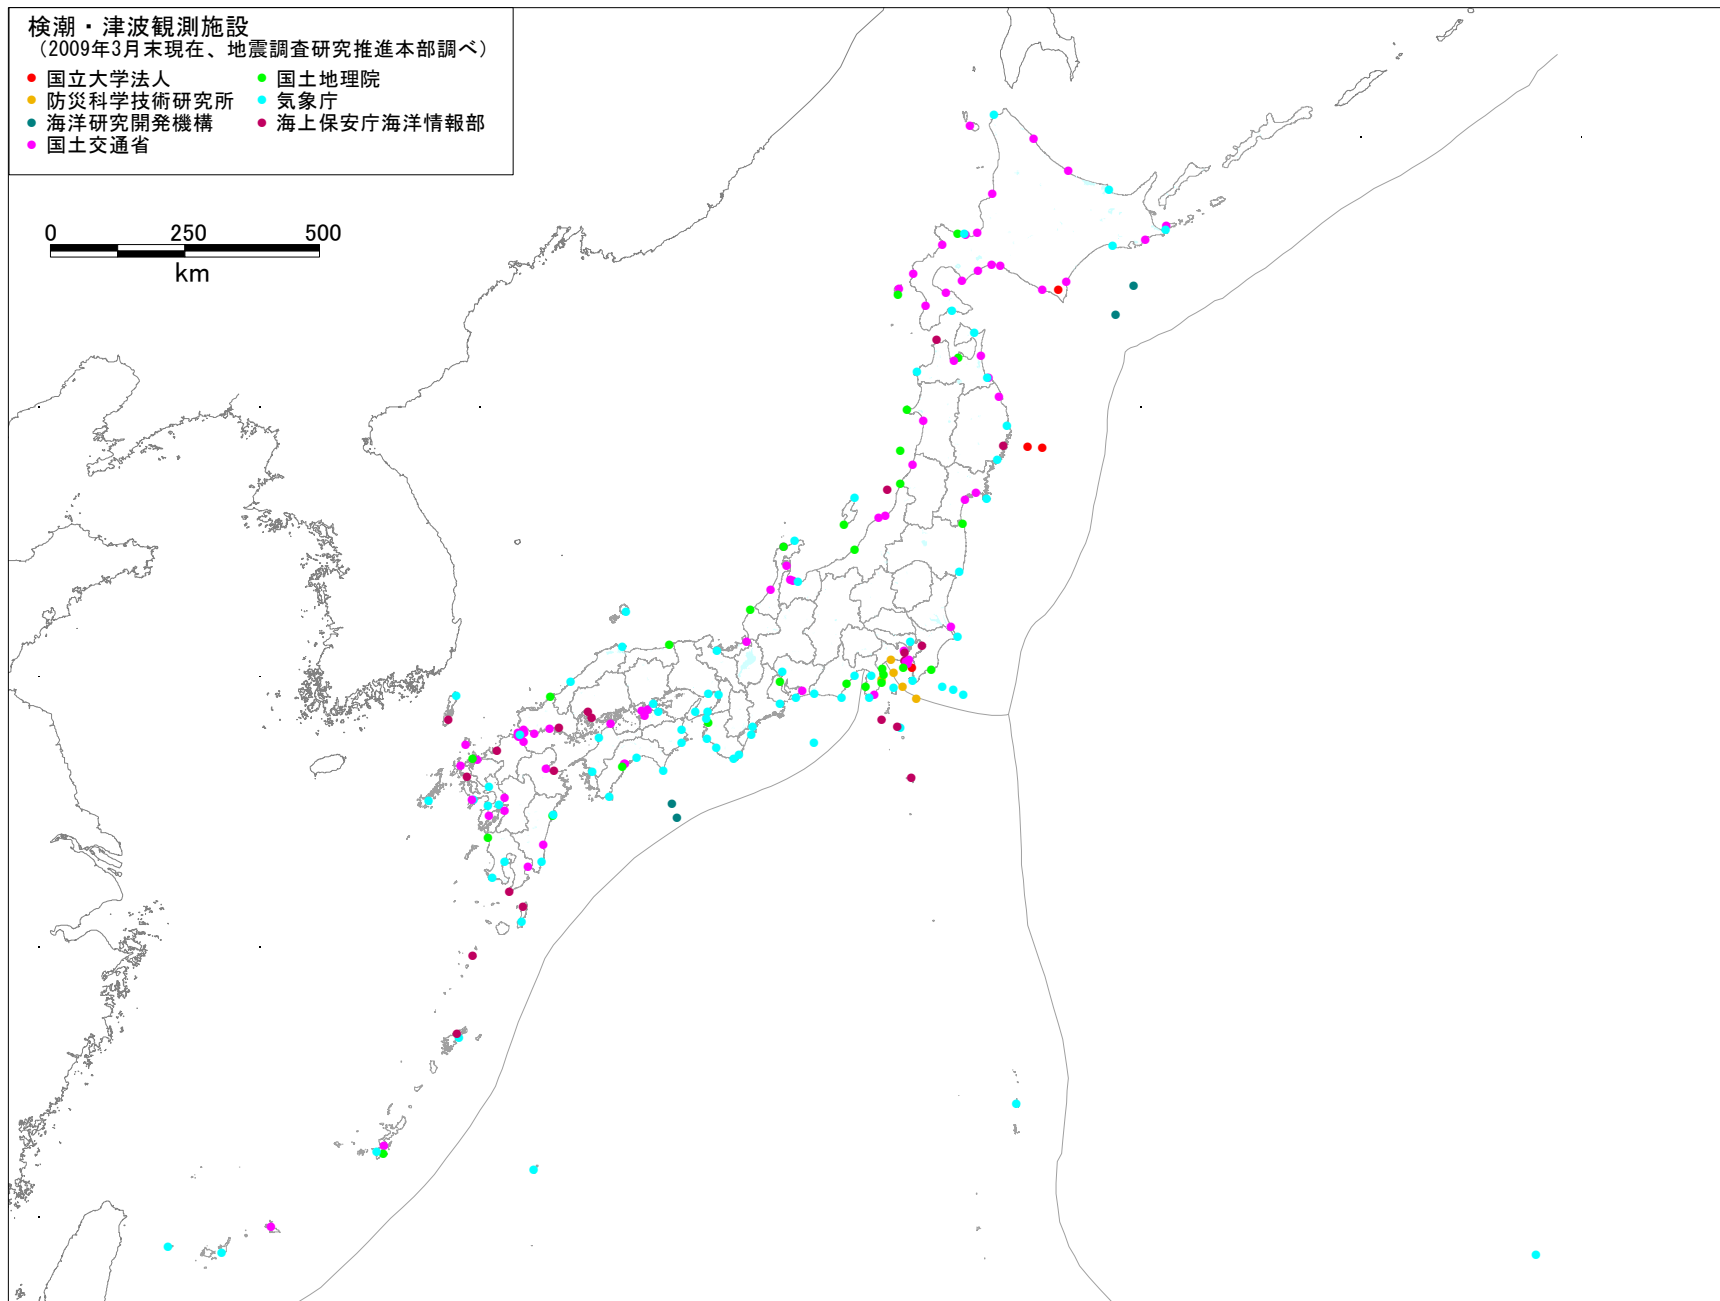 検潮・津波観測施設
（2009年3月末現在、地震調査研究推進本部調べ）
国立大学法人
国土地理院
防災科学技術研究所
気象庁
海洋研究開発機構
海上保安庁海洋情報部
国土交通省
0 250 500
km